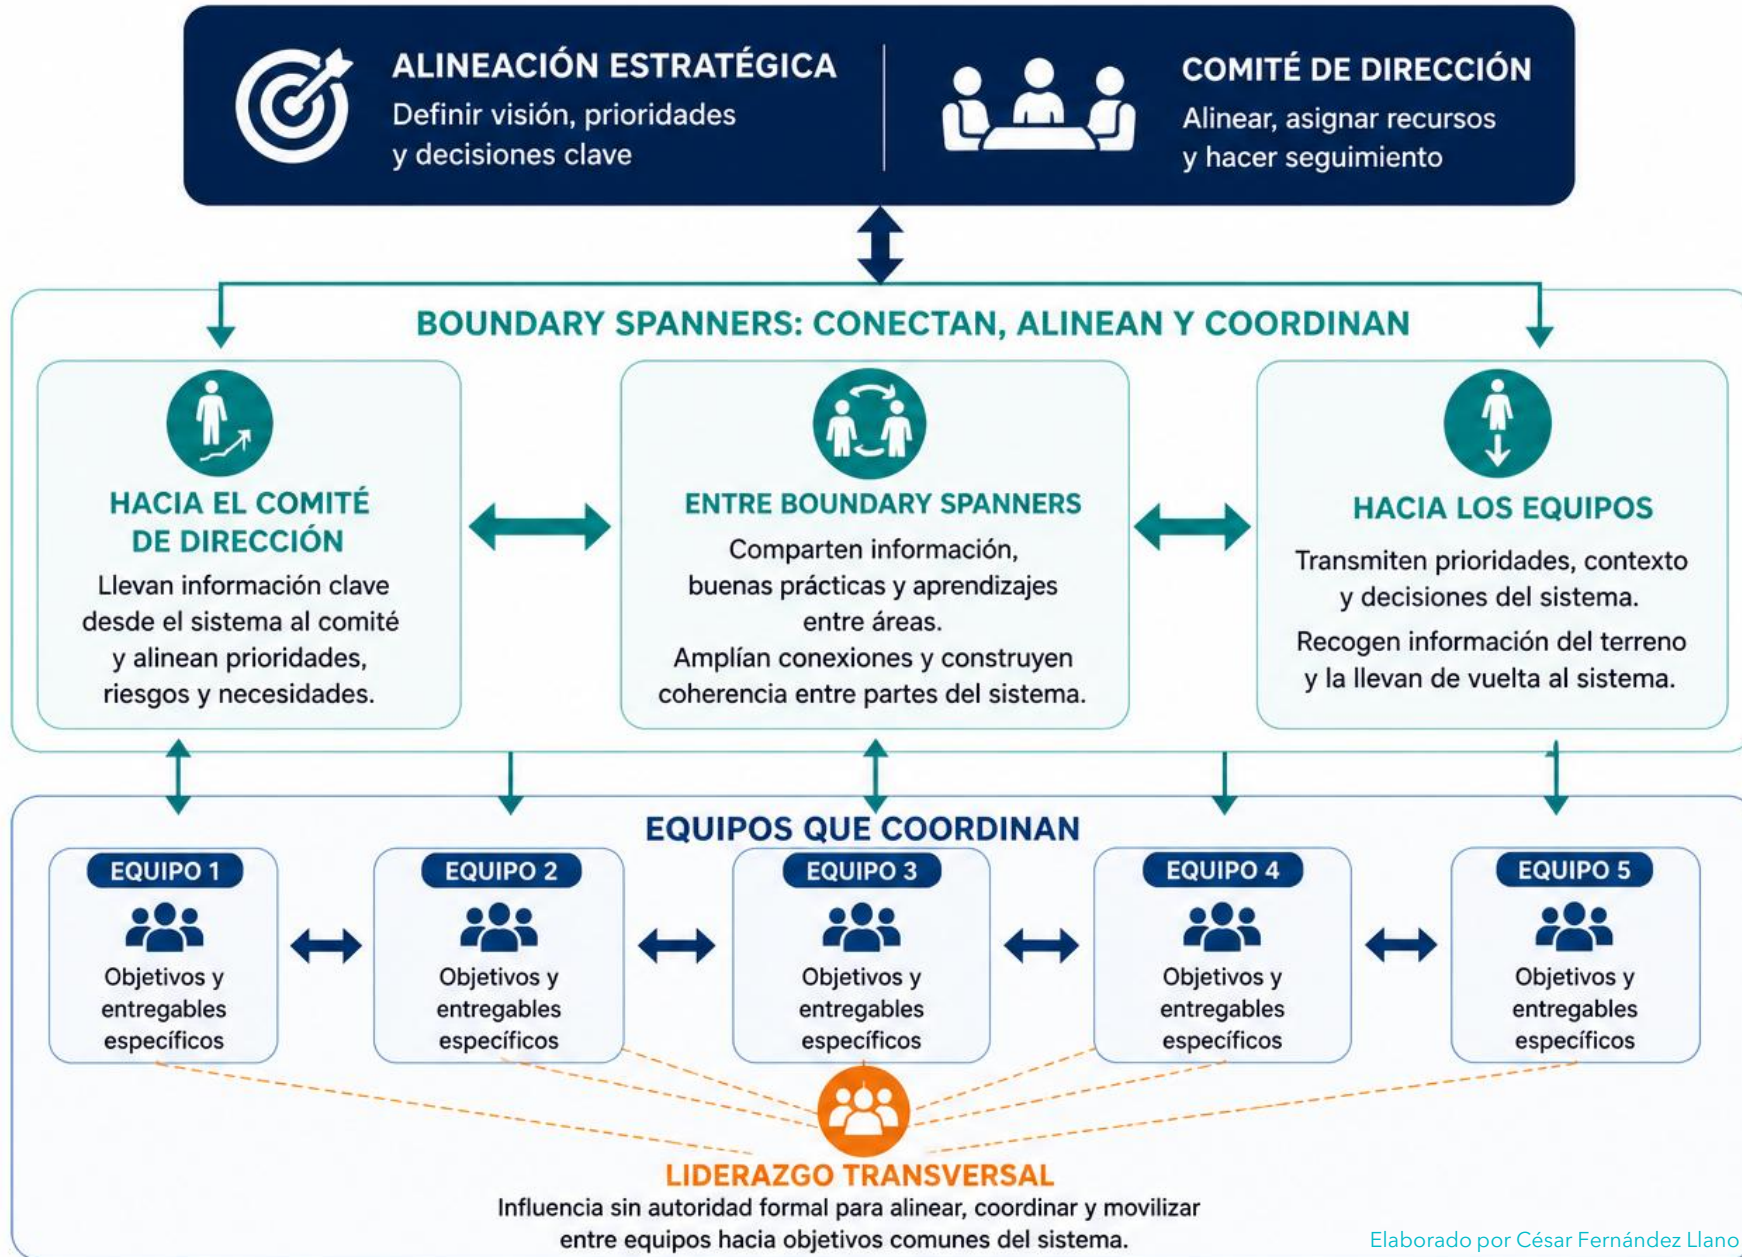 ALINEACIÓN ESTRATÉGICA
Definir visión, prioridades
y decisiones clave
COMITÉ DE DIRECCIÓN
Alinear, asignar recursos
y hacer seguimiento
BOUNDARY SPANNERS: CONECTAN, ALINEAN Y COORDINAN
HACIA EL COMITÉ
DE DIRECCIÓN
Llevan información clave
desde el sistema al comité
y alinean prioridades,
riesgos y necesidades.
ENTRE BOUNDARY SPANNERS
Comparten información,
buenas prácticas y aprendizajes
entre áreas.
Amplían conexiones y construyen
coherencia entre partes del sistema.
HACIA LOS EQUIPOS
Transmiten prioridades, contexto
y decisiones del sistema.
Recogen información del terreno
y la llevan de vuelta al sistema.
EQUIPOS QUE COORDINAN
EQUIPO 1
Objetivos y
entregables
específicos
EQUIPO 2
Objetivos y
entregables
específicos
EQUIPO 3
Objetivos y
entregables
específicos
EQUIPO 4
Objetivos y
entregables
específicos
EQUIPO 5
Objetivos y
entregables
específicos
LIDERAZGO TRANSVERSAL
Influencia sin autoridad formal para alinear, coordinar y movilizar
entre equipos hacia objetivos comunes del sistema.
Elaborado por César Fernández Llano